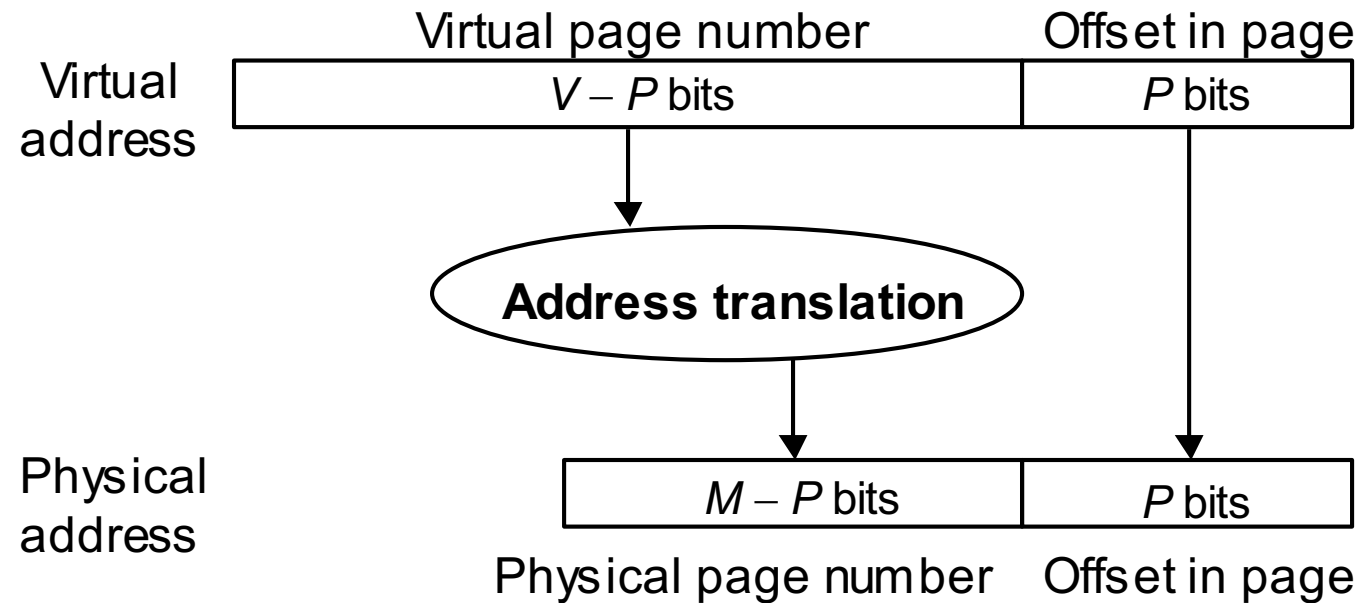 Virtual page number Offset in page
Virtual
address
V – P bits P bits
Address translation
Physical
address
M – P bits P bits
Physical page number Offset in page